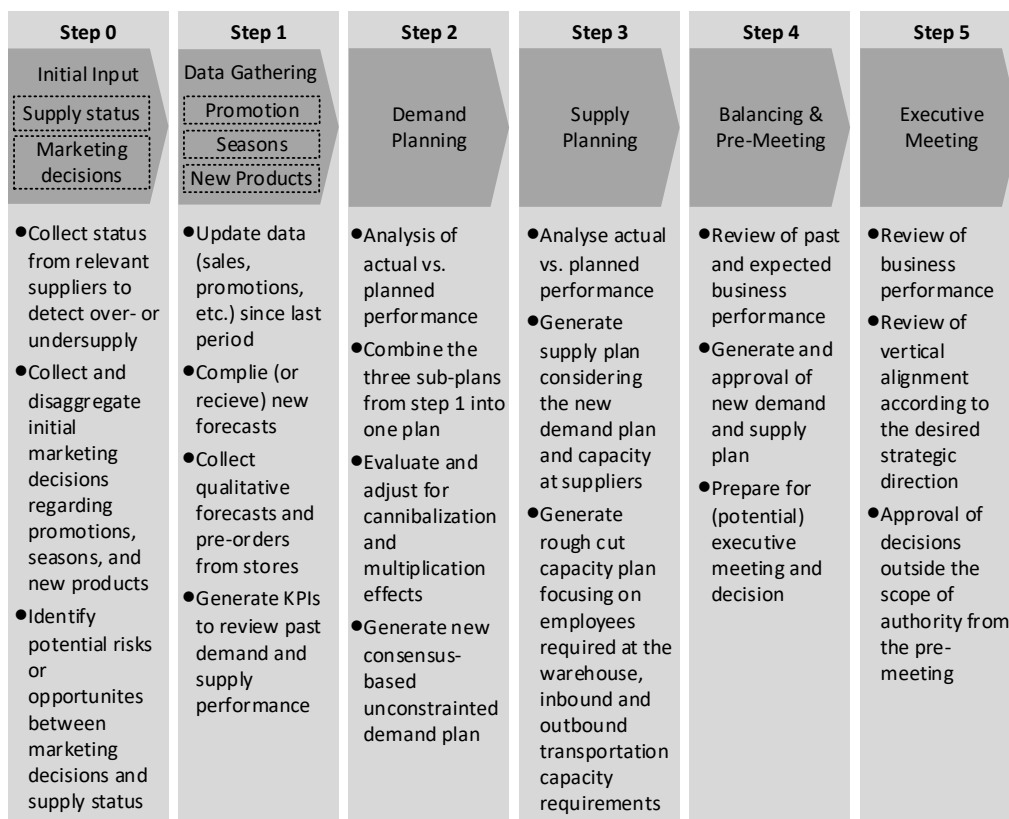 Step 0
Initial Input
Supply status
Marketing
decisions
●Collect status
from relevant
suppliers to
detect over- or
undersupply
●Collect and
disaggregate
initial
marketing
decisions
regarding
promotions,
seasons, and
new products
●Identify
potential risks
or
opportunites
between
marketing
decisions and
supply status
Step 1
Data Gathering
Promotion
Seasons
New Products
●Update data
(sales,
promotions,
etc.) since last
period
●Complie (or
recieve) new
forecasts
●Collect
qualitative
forecasts and
pre-orders
from stores
●Generate KPIs
to review past
demand and
supply
performance
Step 2
Demand
Planning
●Analysis of
actual vs.
planned
performance
●Combine the
three sub-plans
from step 1 into
one plan
●Evaluate and
adjust for
cannibalization
and
multiplication
effects
●Generate new
consensus-
based
unconstrainted
demand plan
Step 3
Supply
Planning
●Analyse actual
vs. planned
performance
●Generate
supply plan
considering
the new
demand plan
and capacity
at suppliers
●Generate
rough cut
capacity plan
focusing on
employees
required at the
warehouse,
inbound and
outbound
transportation
capacity
requirements
Step 4
Balancing &
Pre-Meeting
●Review of past
and expected
business
performance
●Generate and
approval of
new demand
and supply
plan
●Prepare for
(potential)
executive
meeting and
decision
Step 5
Executive
Meeting
●Review of
business
performance
●Review of
vertical
alignment
according to
the desired
strategic
direction
●Approval of
decisions
outside the
scope of
authority from
the pre-
meeting